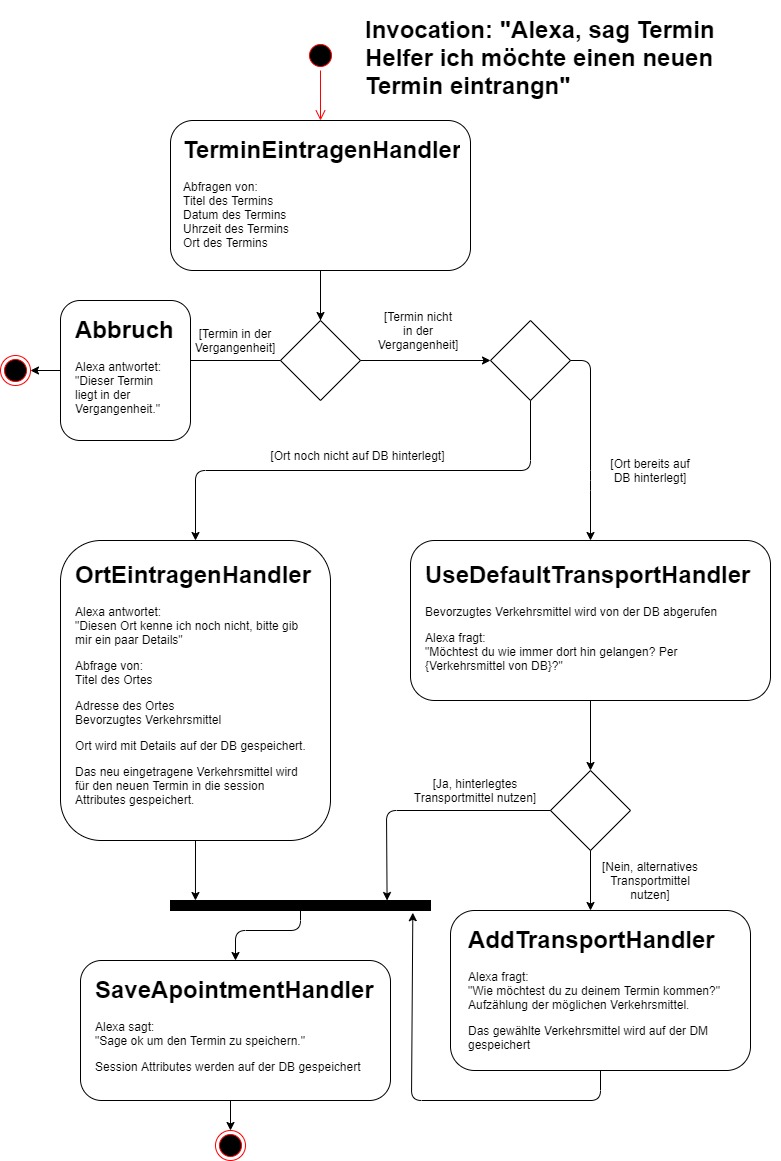 Invocation: "Alexa, sag Termin
Helfer ich möchte einen neuen
Termin eintrangn"
TerminEintragenHandler
Abfragen von:
Titel des Termins
Datum des Termins
Uhrzeit des Termins
Ort des Termins
Abbruch
Alexa antwortet:
"Dieser Termin
liegt in der
Vergangenheit."
[Termin in der
Vergangenheit]
[Termin nicht
in der
Vergangenheit]
[Ort noch nicht auf DB hinterlegt]
[Ort bereits auf
DB hinterlegt]
OrtEintragenHandler
Alexa antwortet:
"Diesen Ort kenne ich noch nicht, bitte gib
mir ein paar Details"
Abfrage von:
Titel des Ortes
Adresse des Ortes
Bevorzugtes Verkehrsmittel
Ort wird mit Details auf der DB gespeichert.
Das neu eingetragene Verkehrsmittel wird
für den neuen Termin in die session
Attributes gespeichert.
UseDefaultTransportHandler
Bevorzugtes Verkehrsmittel wird von der DB abgerufen
Alexa fragt:
"Möchtest du wie immer dort hin gelangen? Per
{Verkehrsmittel von DB}?"
[Ja, hinterlegtes
Transportmittel nutzen]
[Nein, alternatives
Transportmittel
nutzen]
AddTransportHandler
Alexa fragt:
"Wie möchtest du zu deinem Termin kommen?"
Aufzählung der möglichen Verkehrsmittel.
Das gewählte Verkehrsmittel wird auf der DM
gespeichert
SaveApointmentHandler
Alexa sagt:
"Sage ok um den Termin zu speichern."
Session Attributes werden auf der DB gespeichert